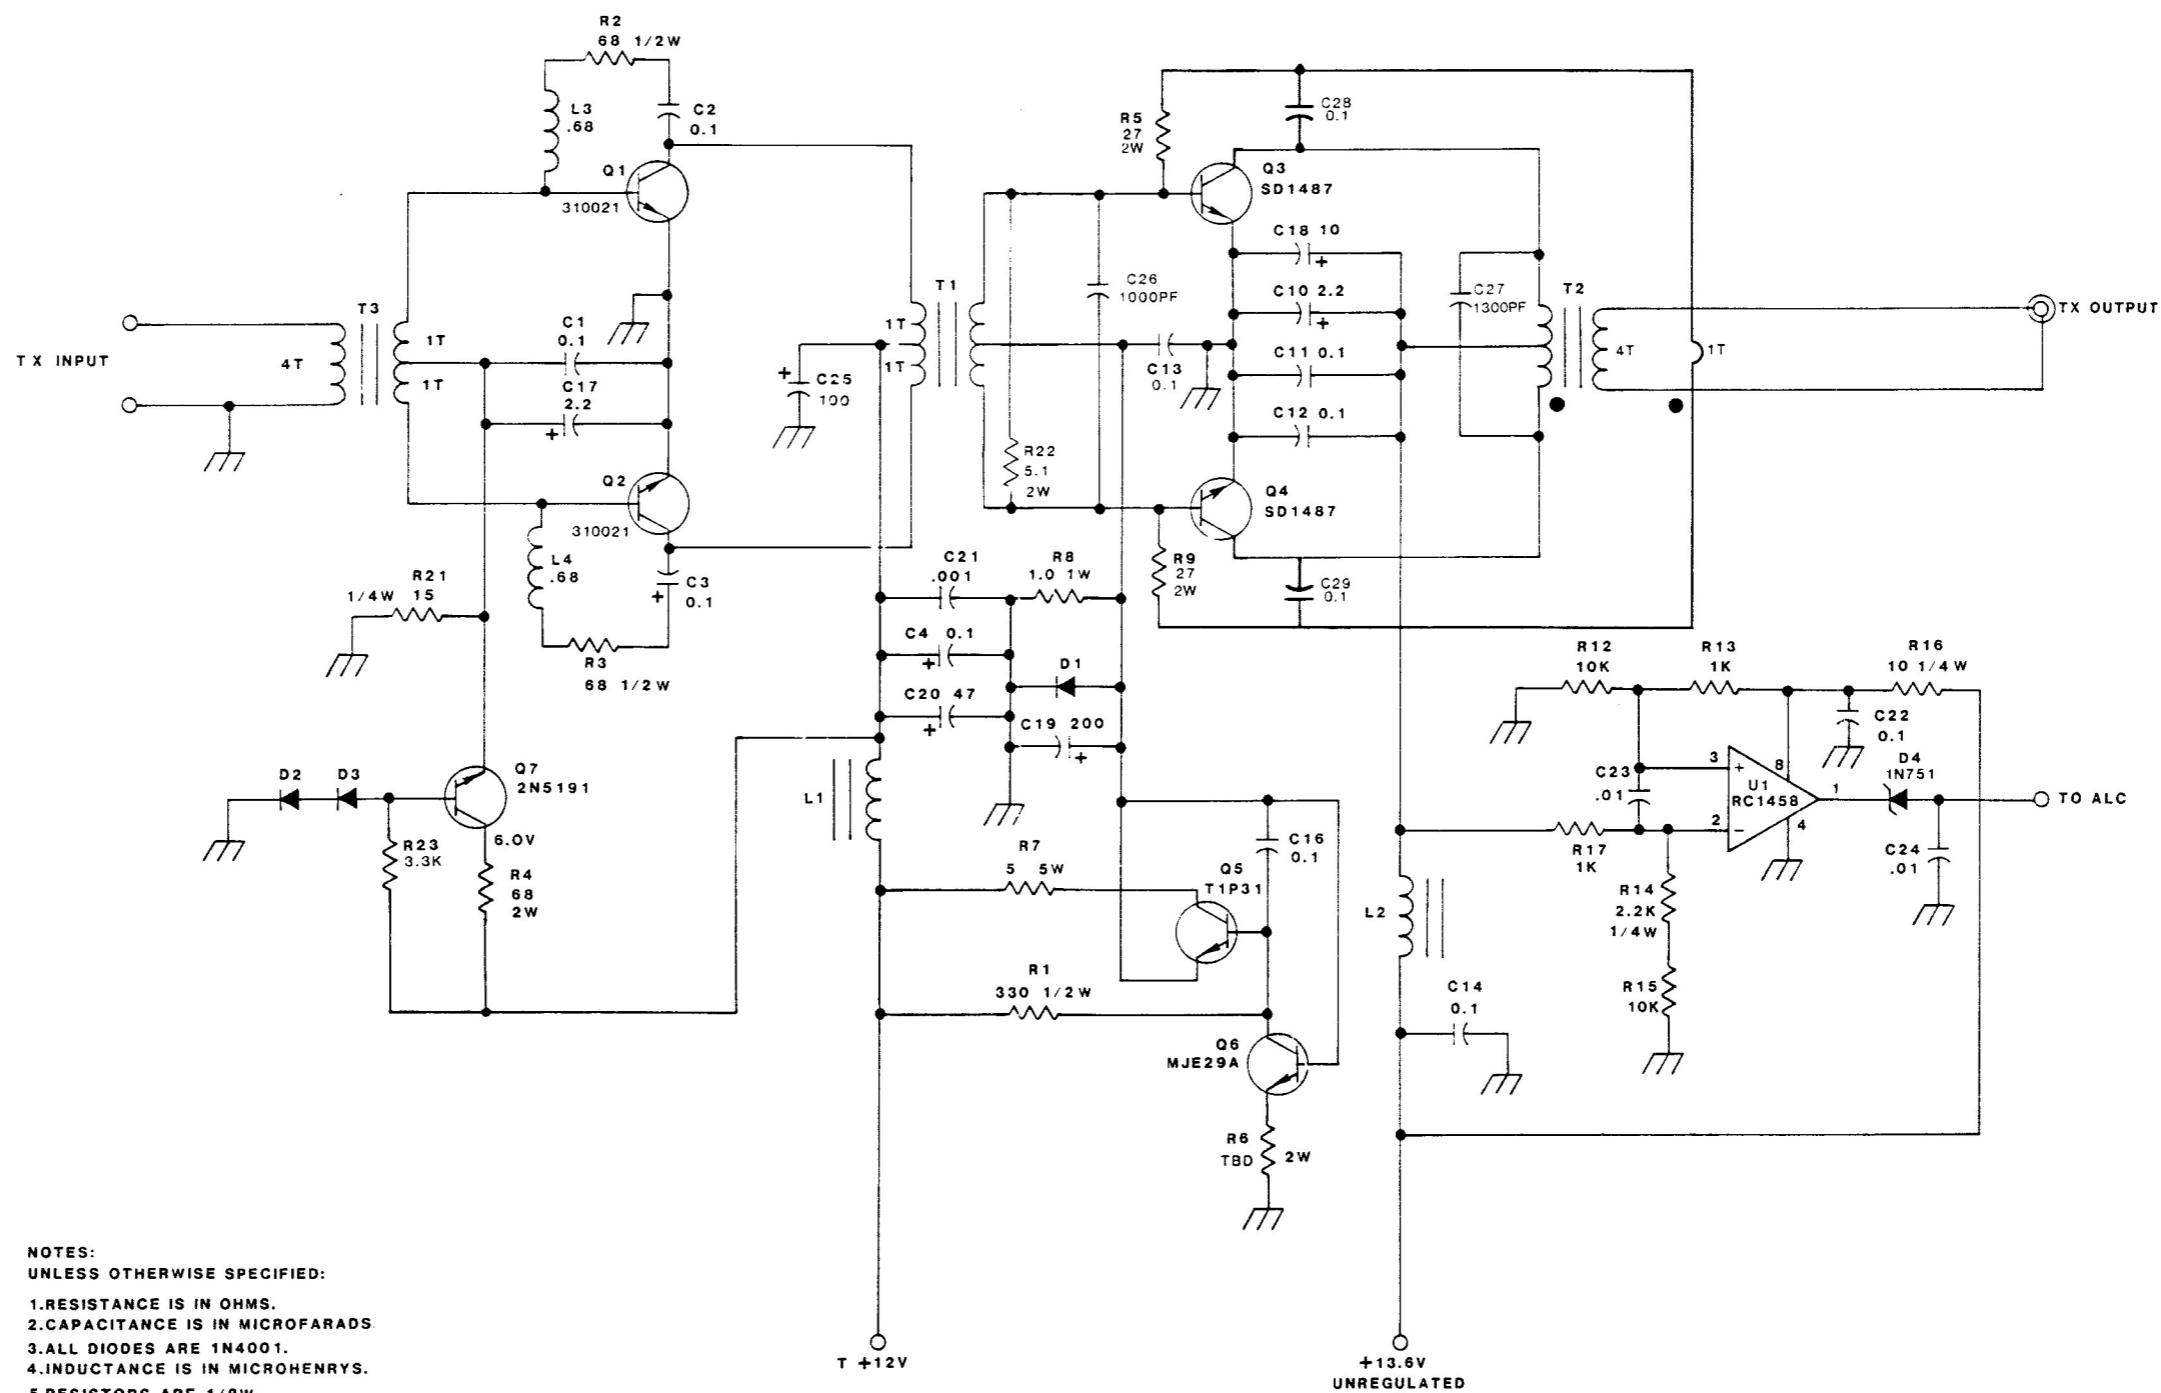 R2
68 1/2W
L3
.68
C2
0.1
Q1
310021
T3
4T
1T
1T
TX INPUT
C1
0.1
C17
2.2
Q2
310021
L4
.68
C3
0.1
R3
68 1/2W
R21
1/4W 15
D2
D3
Q7
2N5191
6.0V
R23
3.3K
R4
68
2W
T1
1T
1T
C25
100
R5
27
2W
C28
0.1
Q3
SD1487
C26
1000PF
C13
0.1
R22
5.1
2W
C18 10
C10 2.2
C11 0.1
C12 0.1
C27
1300PF
T2
4T
1T
TX OUTPUT
Q4
SD1487
R9
27
2W
C29
0.1
C21
.001
R8
1.0 1W
C4 0.1
D1
C20 47
C19 200
L1
R7
5 5W
Q5
T1P31
C16
0.1
R1
330 1/2W
Q6
MJE29A
R6
TBD
2W
L2
C14
0.1
R12
10K
R13
1K
R16
10 1/4W
C22
0.1
C23
.01
3
+
8
U1
RC1458
1
2
-
4
D4
1N751
TO ALC
C24
.01
R17
1K
R14
2.2K
1/4W
R15
10K
T +12V
+13.6V
UNREGULATED
NOTES:
UNLESS OTHERWISE SPECIFIED:
1.RESISTANCE IS IN OHMS.
2.CAPACITANCE IS IN MICROFARADS.
3.ALL DIODES ARE 1N4001.
4.INDUCTANCE IS IN MICROHENRYS.